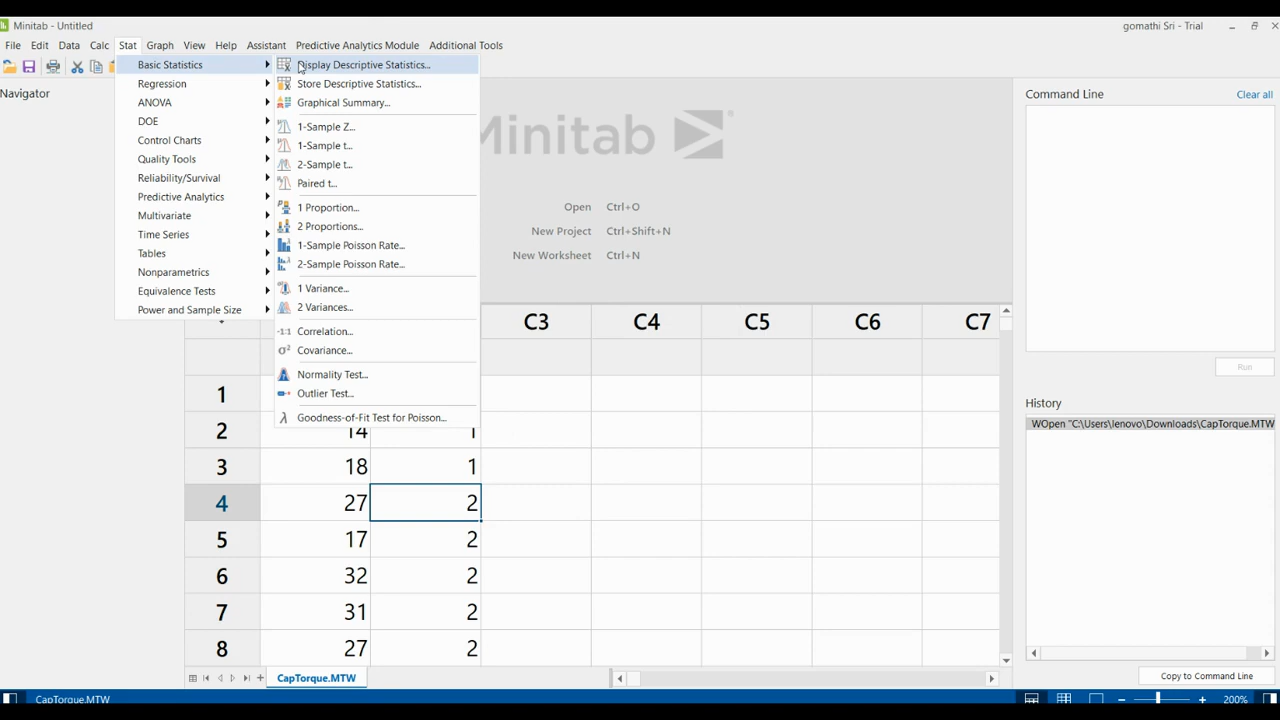 Minitab - Untitled
gomathi Sri - Trial
File Edit Data Calc Stat Graph View Help Assistant Predictive Analytics Module Additional Tools
Navigator
Basic Statistics
Regression
ANOVA
DOE
Control Charts
Quality Tools
Reliability/Survival
Predictive Analytics
Multivariate
Time Series
Tables
Nonparametrics
Equivalence Tests
Power and Sample Size
Display Descriptive Statistics...
Store Descriptive Statistics...
Graphical Summary...
1-Sample Z...
1-Sample t...
2-Sample t...
Paired t...
1 Proportion...
2 Proportions...
1-Sample Poisson Rate...
2-Sample Poisson Rate...
1 Variance...
2 Variances...
Correlation...
Covariance...
Normality Test...
Outlier Test...
Goodness-of-Fit Test for Poisson...
Minitab
Open Ctrl+O
New Project Ctrl+Shift+N
New Worksheet Ctrl+N
C3 C4 C5 C6 C7
1
2 14 1
3 18 1
4 27 2
5 17 2
6 32 2
7 31 2
8 27 2
CapTorque.MTW
Command Line Clear all
Run
History
WOpen "C:\Users\lenovo\Downloads\CapTorque.MTW
Copy to Command Line
CapTorque.MTW
200%